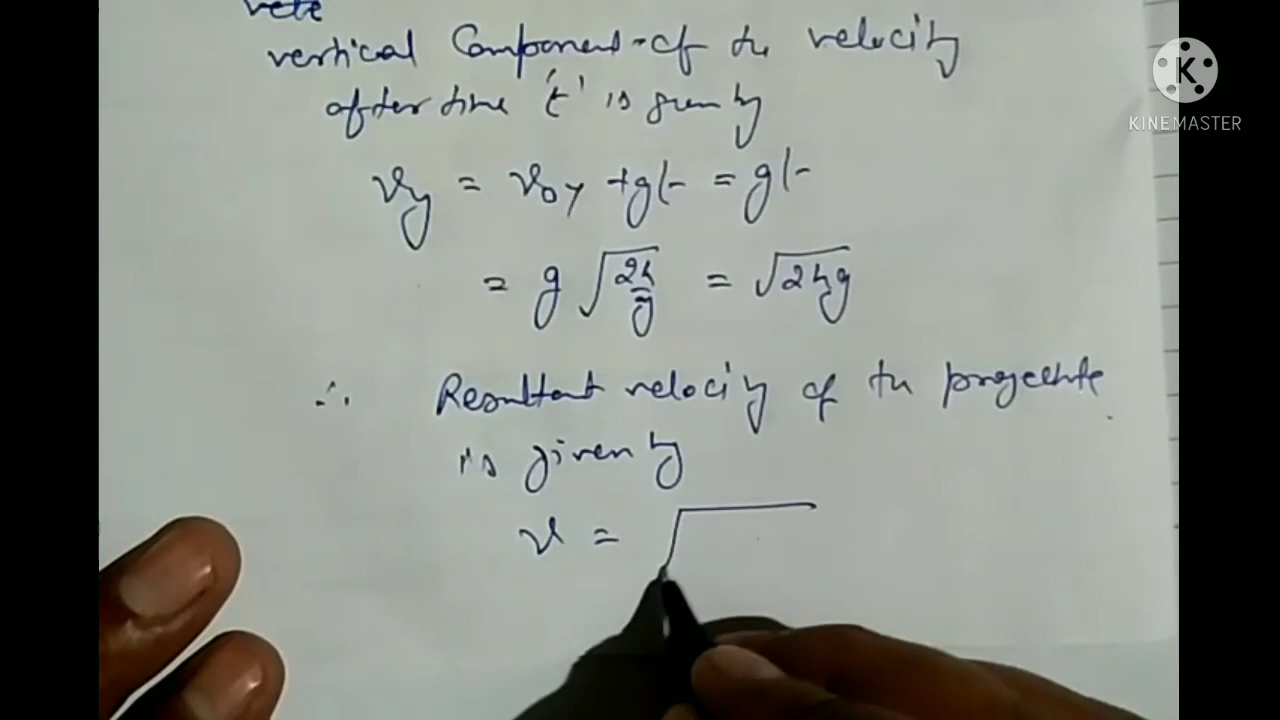 vertical Component of the velocity
after time 't' is given by
vy = voy + gt = gt
= g √2h/g = √2hg
∴ Resultant velocity of the projectile
is given by
v = √
K
KINEMASTER